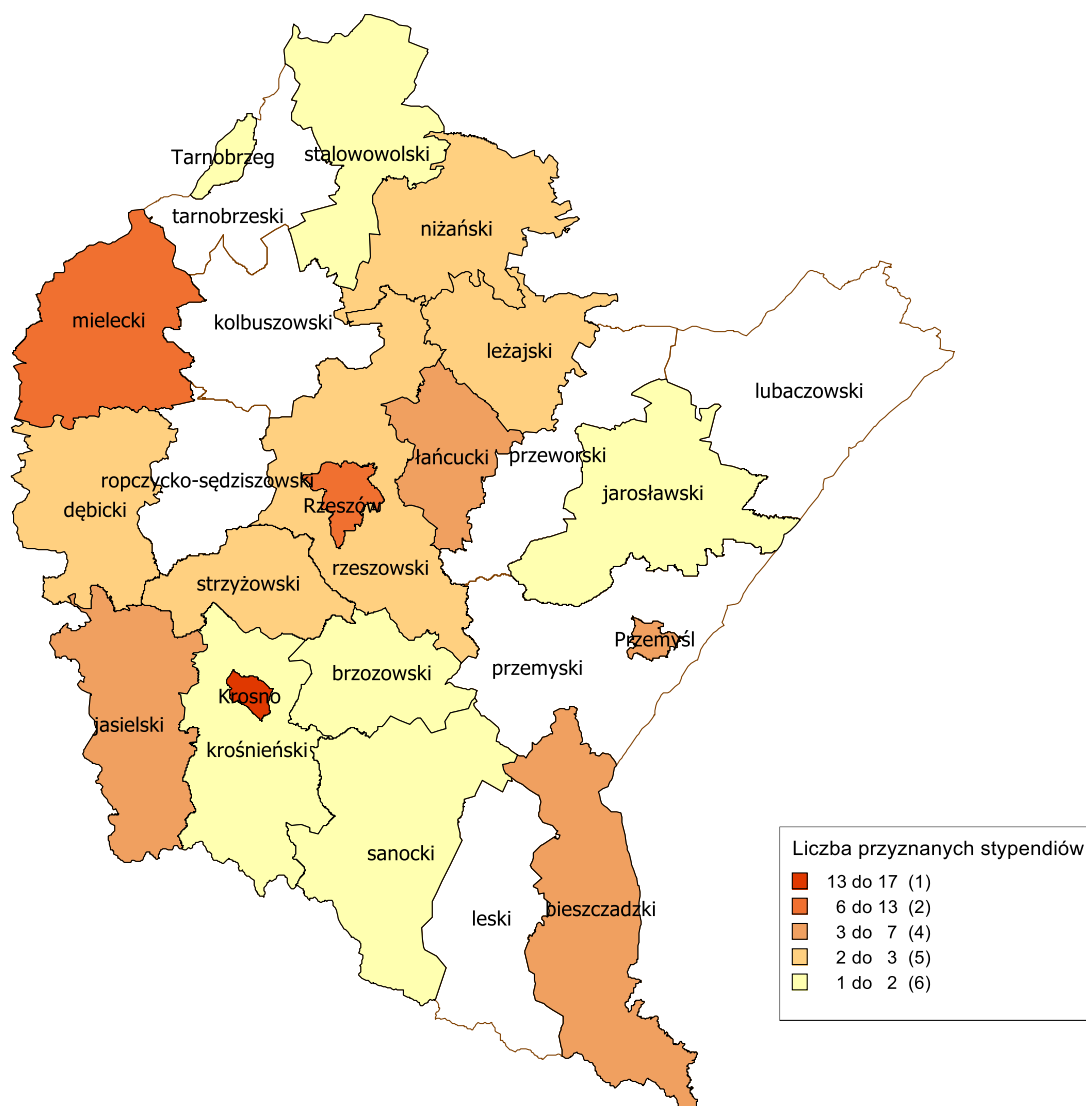 Tarnobrzeg
stalowowolski
tarnobrzeski
niżański
mielecki
kolbuszowski
leżajski
lubaczowski
łańcucki
przeworski
ropczycko-sędziszowski
jarosławski
dębicki
Rzeszów
rzeszowski
strzyżowski
Przemyśl
przemyski
brzozowski
Krosno
jasielski
krośnieński
sanocki
leski
bieszczadzki
Liczba przyznanych stypendiów
13 do 17 (1)
6 do 13 (2)
3 do 7 (4)
2 do 3 (5)
1 do 2 (6)